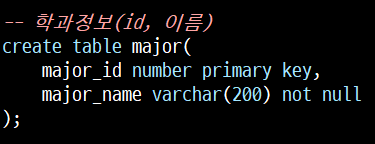 -- 학과정보(id, 이름)
create table major(
    major_id number primary key,
    major_name varchar(200) not null
);